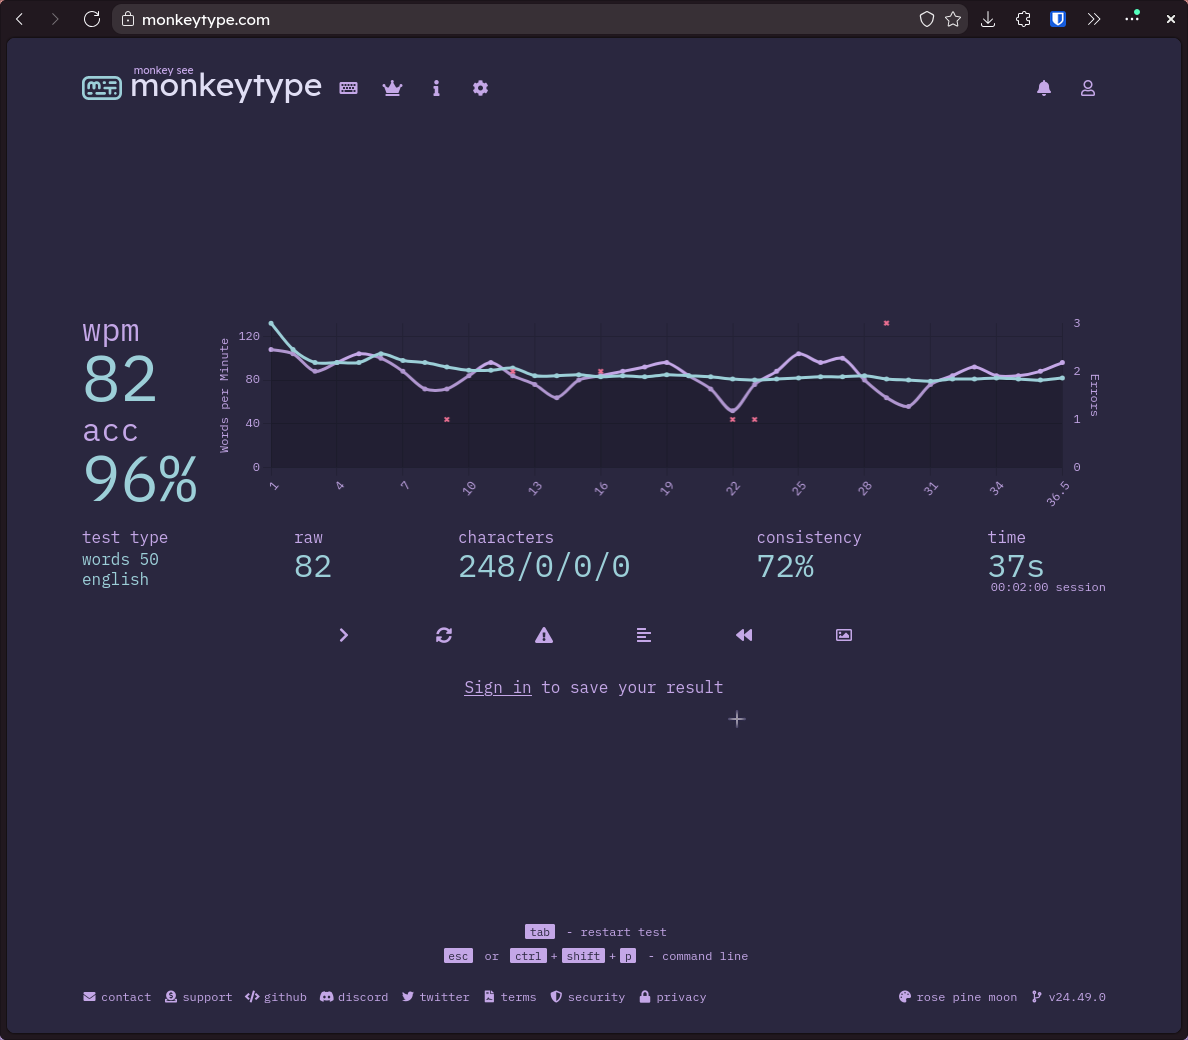 monkeytype.com
monkey see
monkeytype
wpm
82
acc
96%
Words per Minute
120
80
40
0
3
2
1
0
Errors
1 4 7 10 13 16 19 22 25 28 31 34 36.5
test type
words 50
english
raw
82
characters
248/0/0/0
consistency
72%
time
37s
00:02:00 session
Sign in to save your result
tab - restart test
esc or ctrl + shift + p - command line
contact support github discord twitter terms security privacy rose pine moon v24.49.0